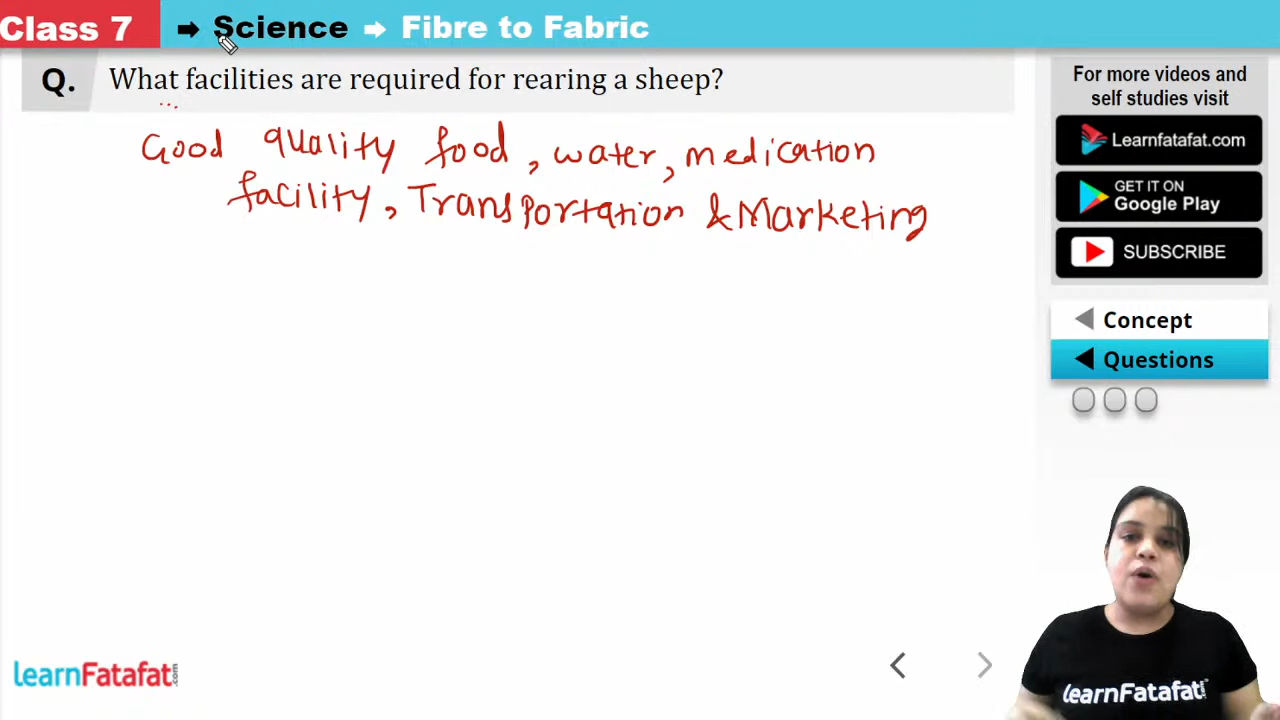 Class 7 ➡ Science ➡ Fibre to Fabric
Q. What facilities are required for rearing a sheep?
Good quality food, water, medication
facility, Transportation & Marketing
For more videos and
self studies visit
Learnfatafat.com
GET IT ON
Google Play
SUBSCRIBE
Concept
Questions
learnFatafat.com
learnFatafat